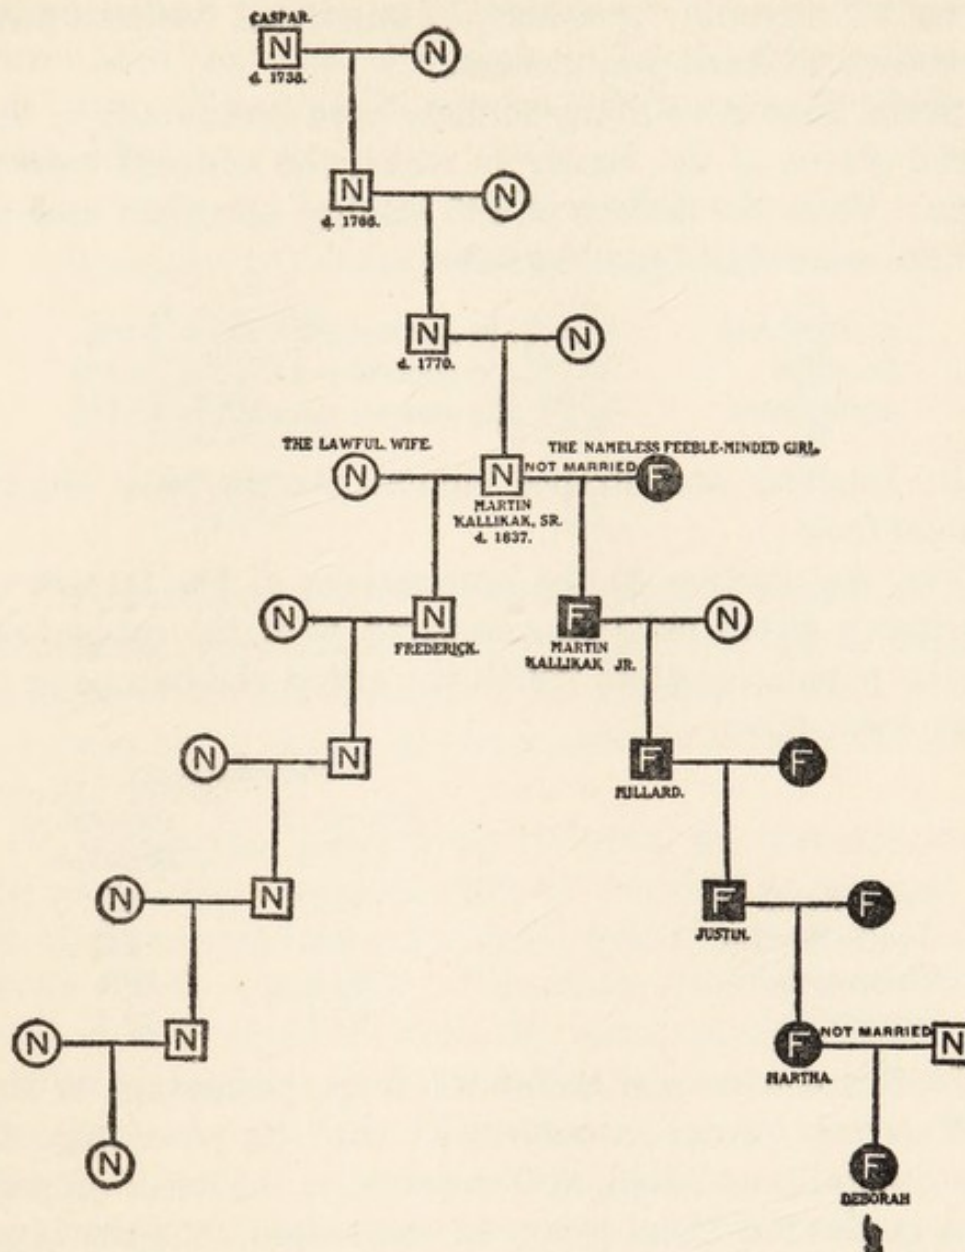 CASPAR.
N N
d. 1735.
N N
d. 1766.
N N
d. 1770.
THE LAWFUL WIFE.
THE NAMELESS FEEBLE-MINDED GIRL.
N N NOT MARRIED F
MARTIN
KALLIKAK, SR.
d. 1837.
N N F N
FREDERICK.
MARTIN
KALLIKAK JR.
N N F F
MILLARD.
N N F F
JUSTIN.
N N F NOT MARRIED N
MARTHA.
N F
DEBORAH